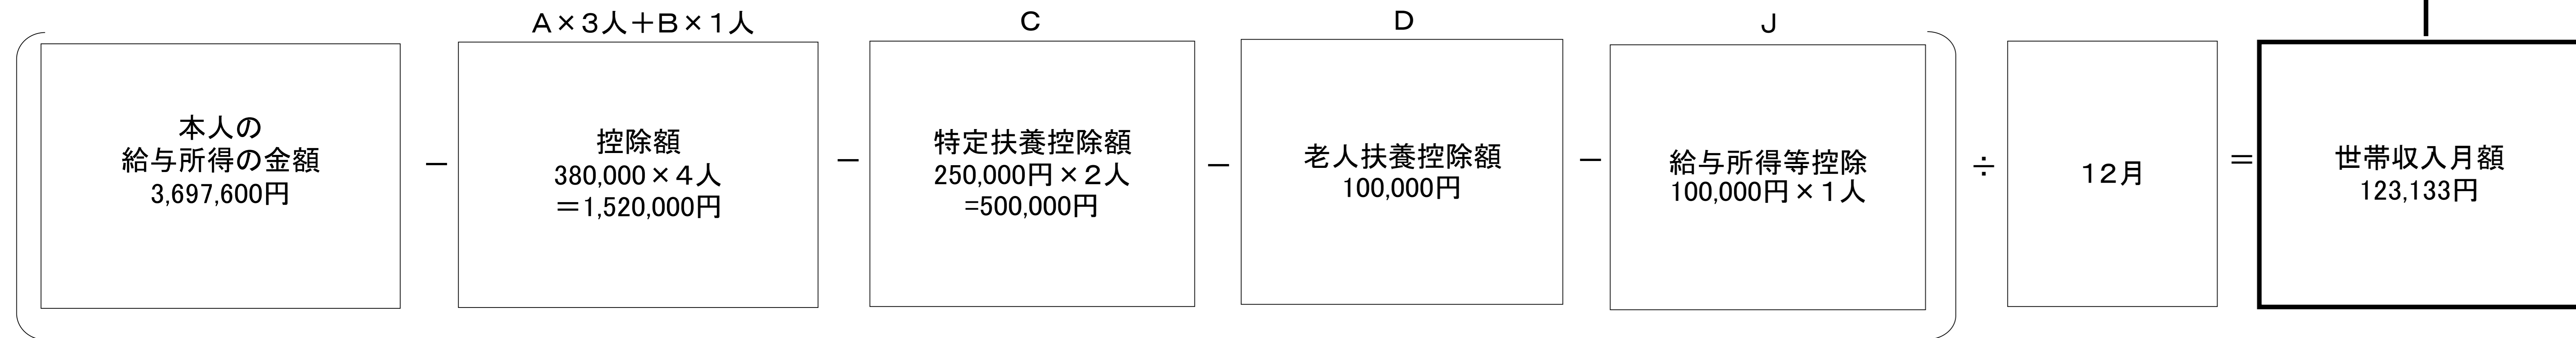 A×3人＋B×1人
C
D
J
本人の
給与所得の金額
3,697,600円
－
控除額
380,000×4人
＝1,520,000円
－
特定扶養控除額
250,000円×2人
=500,000円
－
老人扶養控除額
100,000円
－
給与所得等控除
100,000円×1人
÷
12月
＝
世帯収入月額
123,133円